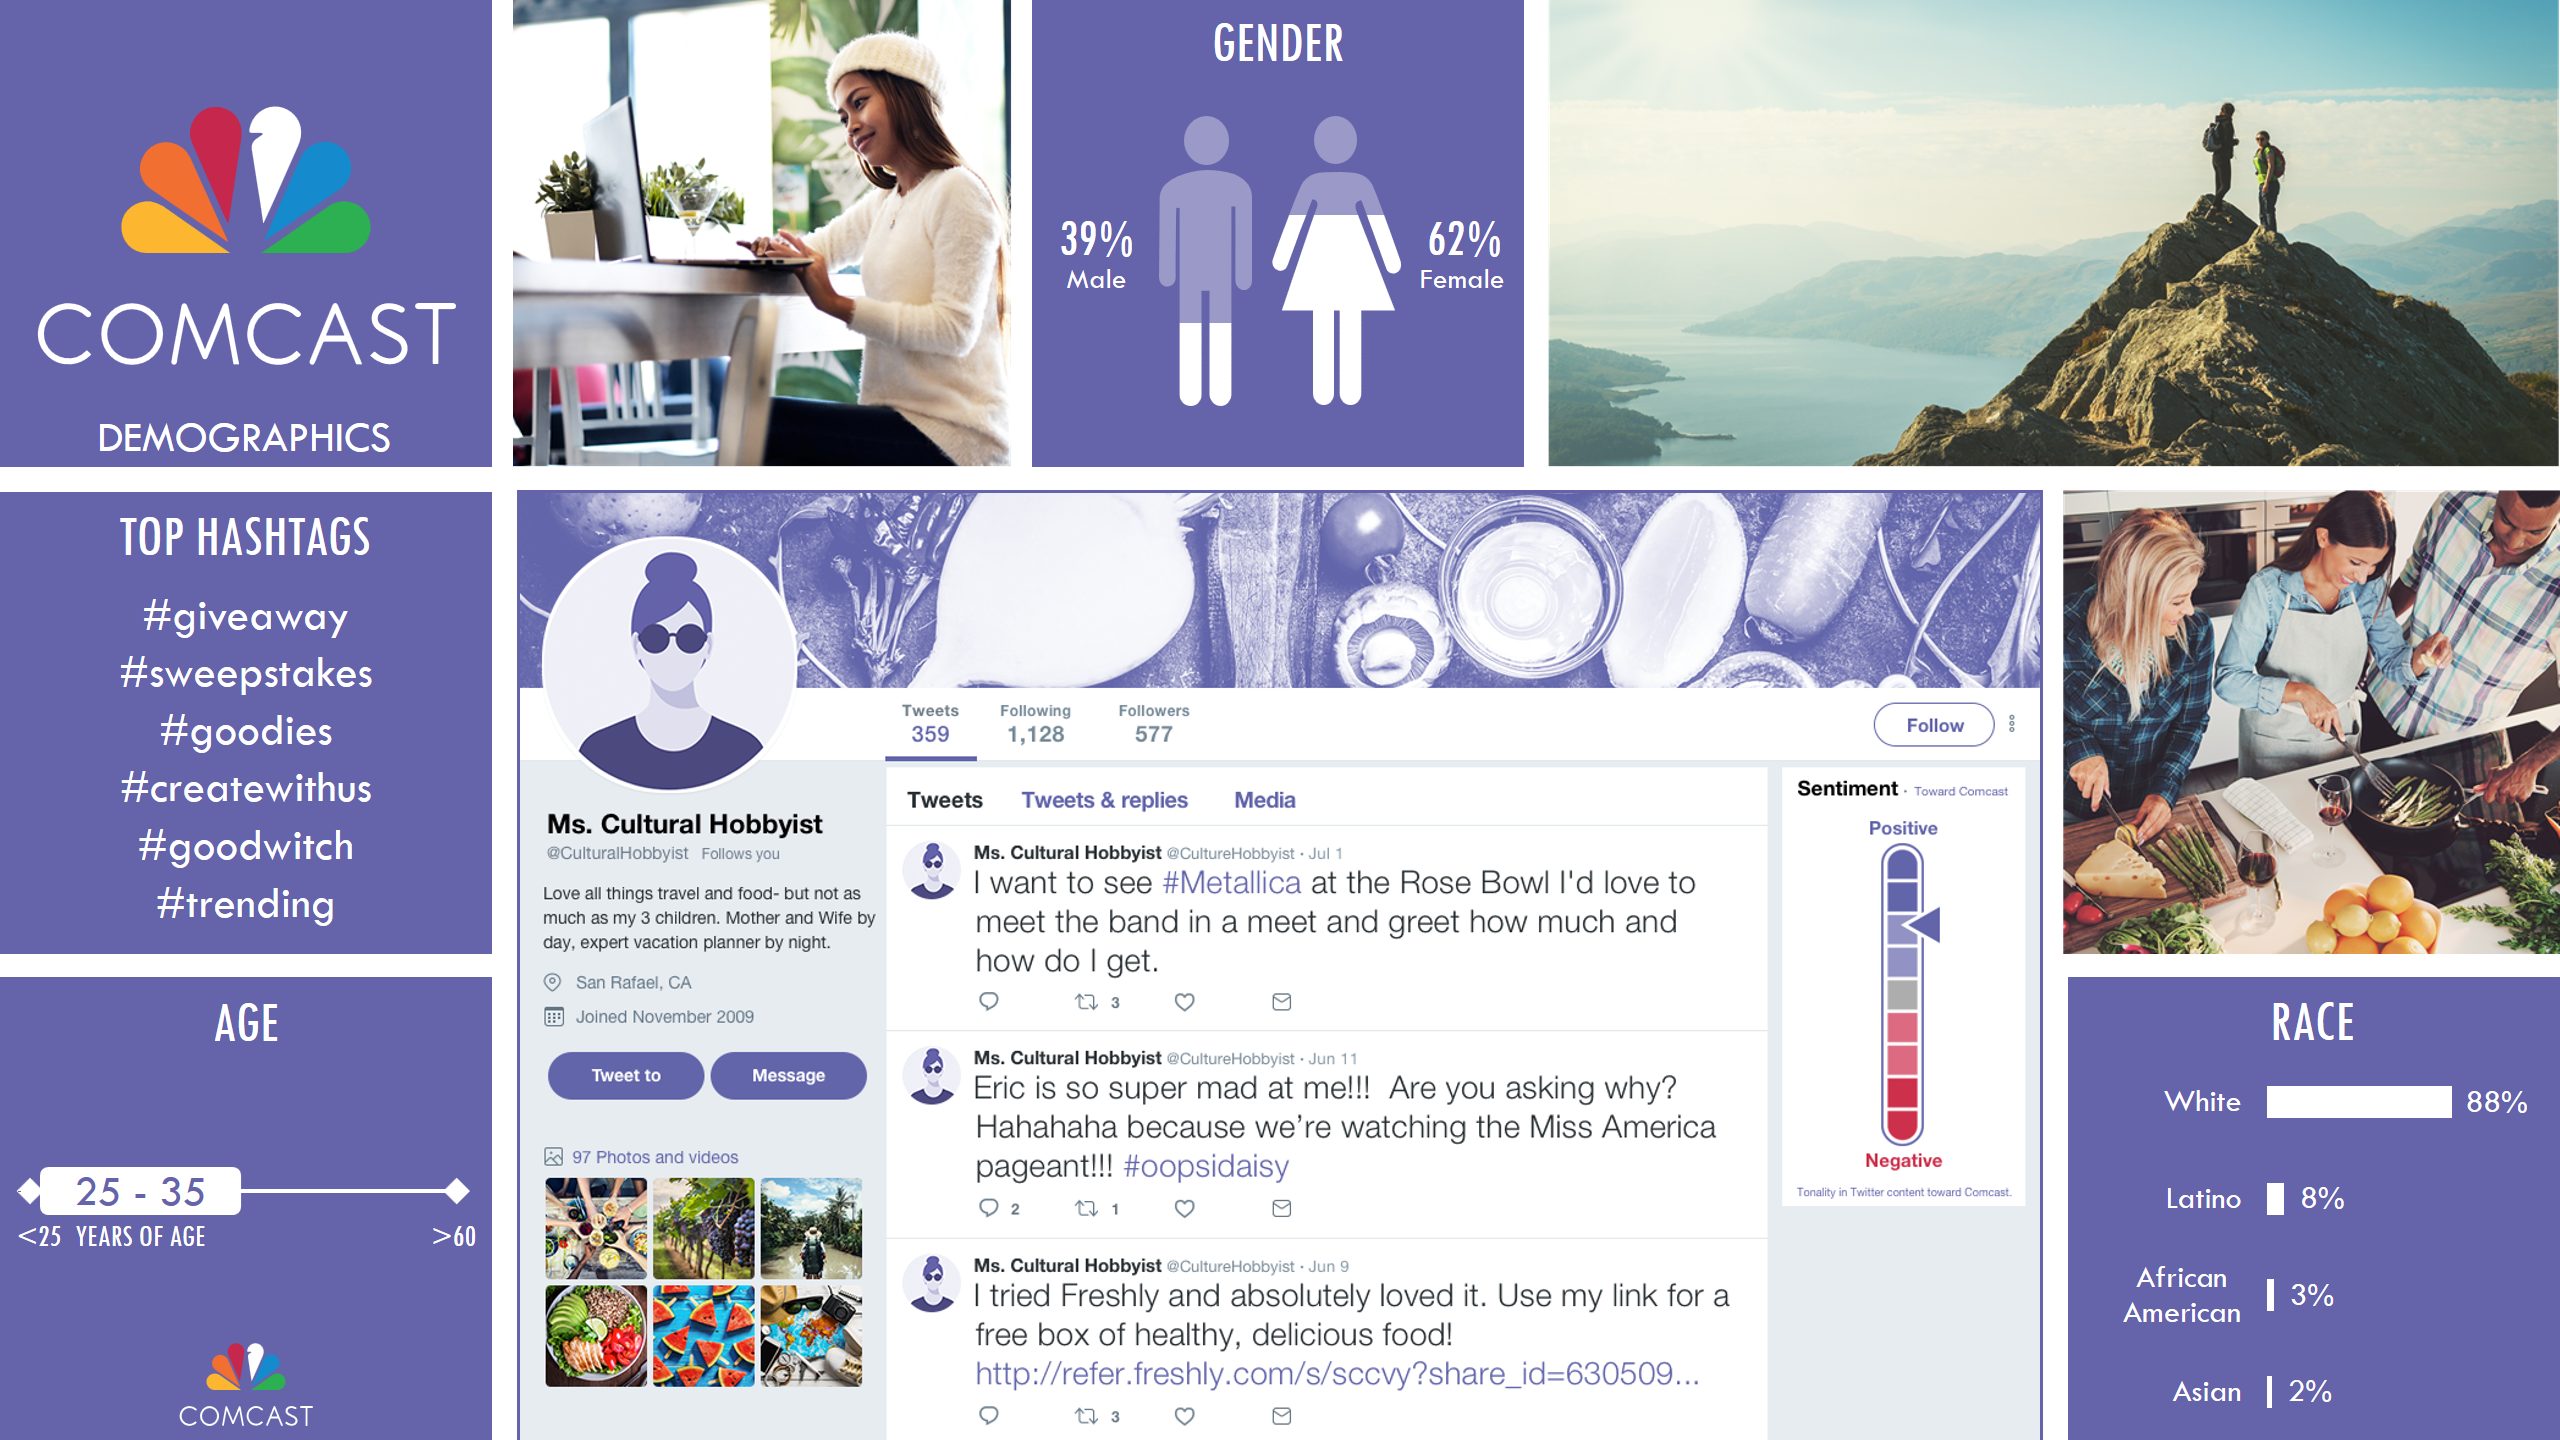 COMCAST
DEMOGRAPHICS
GENDER
39%
Male
62%
Female
TOP HASHTAGS
#giveaway
#sweepstakes
#goodies
#createwithus
#goodwitch
#trending
AGE
25 - 35
<25 YEARS OF AGE
>60
COMCAST
Tweets
359
Following
1,128
Followers
577
Follow
Ms. Cultural Hobbyist
@CulturalHobbyist Follows you
Love all things travel and food- but not as
much as my 3 children. Mother and Wife by
day, expert vacation planner by night.
San Rafael, CA
Joined November 2009
Tweet to
Message
97 Photos and videos
Tweets Tweets & replies Media
Ms. Cultural Hobbyist @CultureHobbyist · Jul 1
I want to see #Metallica at the Rose Bowl I'd love to
meet the band in a meet and greet how much and
how do I get.
3
Ms. Cultural Hobbyist @CultureHobbyist · Jun 11
Eric is so super mad at me!!!  Are you asking why?
Hahahaha because we’re watching the Miss America
pageant!!! #oopsidaisy
2 1
Ms. Cultural Hobbyist @CultureHobbyist · Jun 9
I tried Freshly and absolutely loved it. Use my link for a
free box of healthy, delicious food!
http://refer.freshly.com/s/sccvy?share_id=630509...
3
Sentiment · Toward Comcast
Positive
Negative
Tonality in Twitter content toward Comcast.
RACE
White 88%
Latino 8%
African
American 3%
Asian 2%